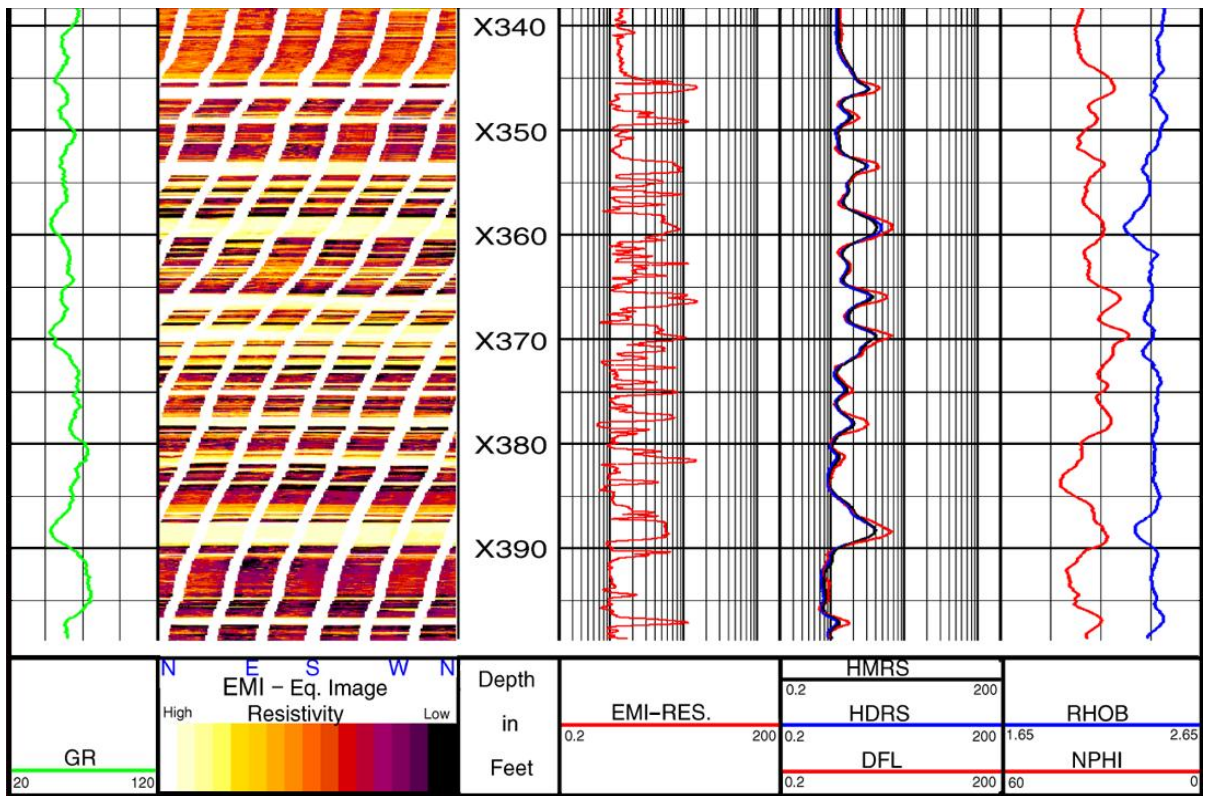 X340
X350
X360
X370
X380
X390
GR
20 120
N E S W N
EMI – Eq. Image
High Resistivity Low
Depth
in
Feet
EMI–RES.
0.2 200
HMRS
0.2 200
HDRS
0.2 200
DFL
0.2 200
RHOB
1.65 2.65
NPHI
60 0